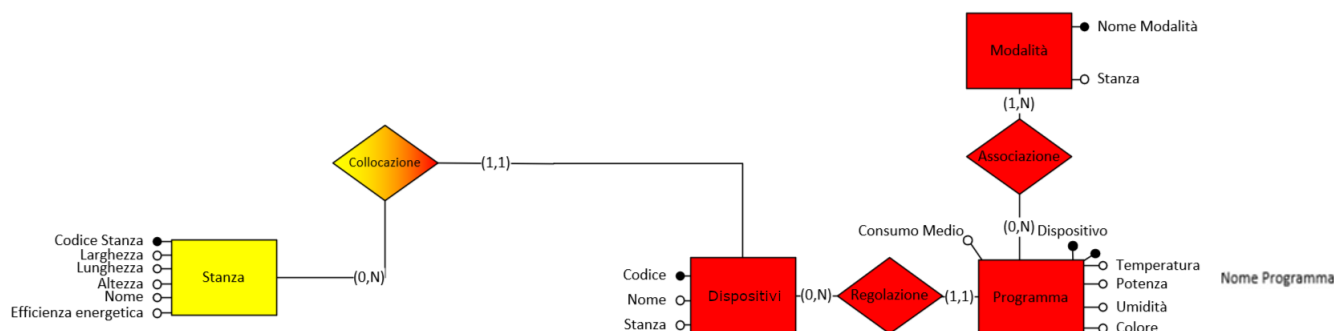 Modalità
Nome Modalità
Stanza
(1,N)
Collocazione
(1,1)
Associazione
(0,N)
Consumo Medio
Dispositivo
Codice Stanza
Larghezza
Lunghezza
Altezza
Nome
Efficienza energetica
Stanza
(0,N)
Codice
Nome
Stanza
Dispositivi
(0,N)
Regolazione
(1,1)
Programma
Temperatura
Potenza
Umidità
Colore
Nome Programma